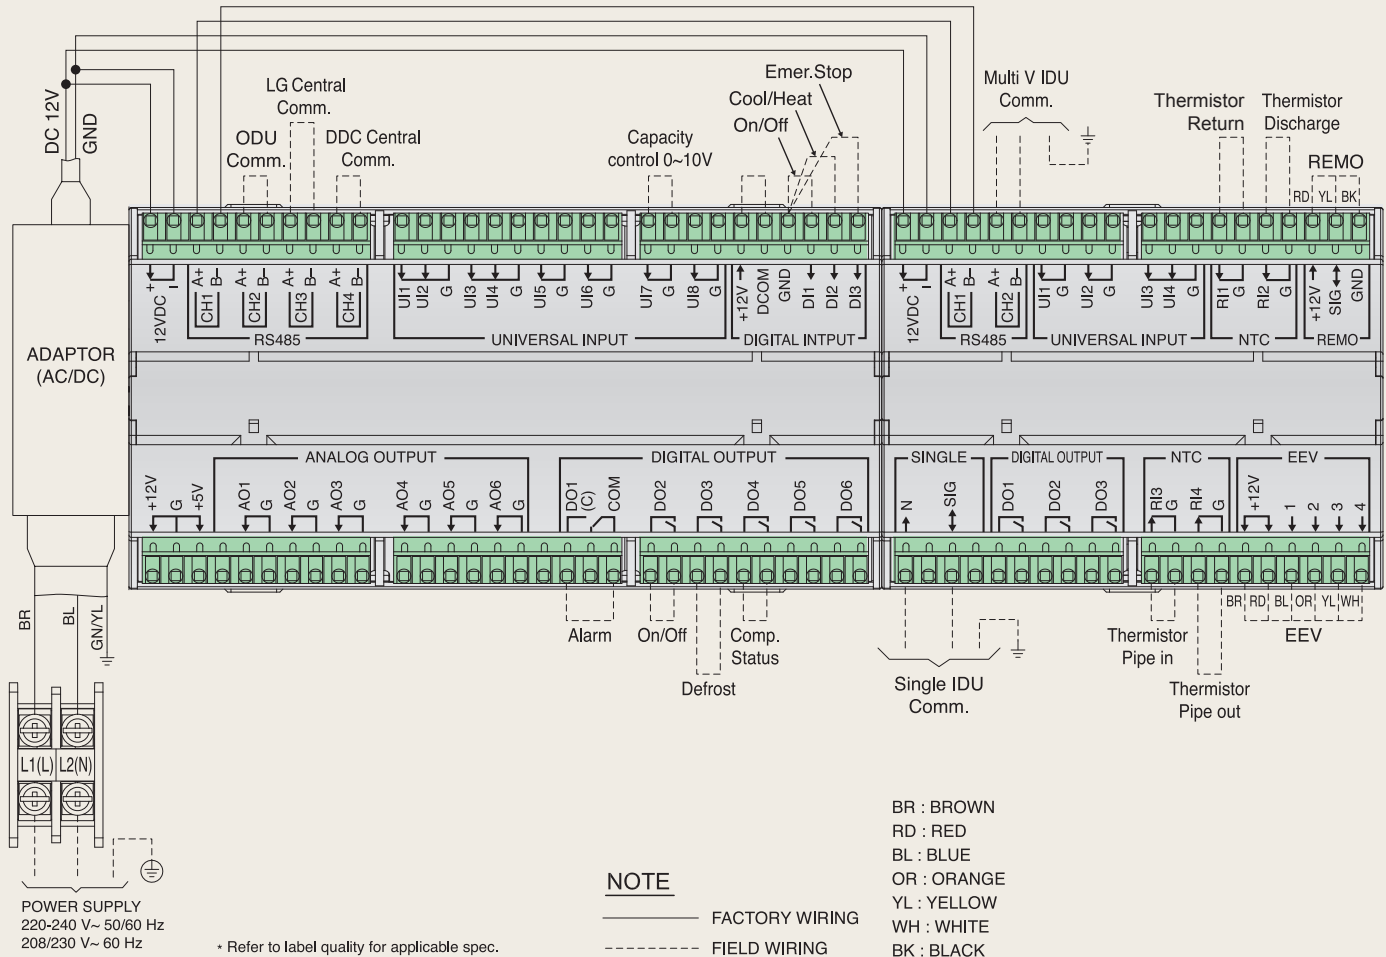 DC 12V
GND
LG Central
Comm.
ODU
Comm.
DDC Central
Comm.
Capacity
control 0~10V
Emer.Stop
Cool/Heat
On/Off
Multi V IDU
Comm.
Thermistor
Return
Thermistor
Discharge
REMO
RD YL BK
12VDC + − A+ B− A+ B− A+ B− A+ B−
CH1 CH2 CH3 CH4
RS485
UI1 UI2 G UI3 UI4 G UI5 G UI6 G UI7 G UI8 G
UNIVERSAL INPUT
+12V DCOM GND DI1 DI2 DI3
DIGITAL INTPUT
12VDC + − A+ B− A+ B−
CH1 CH2
RS485
UI1 UI2 G UI3 UI4 G
UNIVERSAL INPUT
RI1 G RI2 G
NTC
+12V SIG GND
REMO
ADAPTOR
(AC/DC)
+12V G +5V
ANALOG OUTPUT
AO1 G AO2 G AO3 G AO4 G AO5 G AO6 G
DIGITAL OUTPUT
DO1 (C) COM DO2 DO3 DO4 DO5 DO6
SINGLE
N SIG
DIGITAL OUTPUT
DO1 DO2 DO3
NTC
RI3 G RI4 G
EEV
+12V 1 2 3 4
BR BL GN/YL
Alarm
On/Off
Defrost
Comp.
Status
Single IDU
Comm.
Thermistor
Pipe in
Thermistor
Pipe out
BR RD BL OR YL WH
EEV
L1(L) L2(N)
POWER SUPPLY
220-240 V~ 50/60 Hz
208/230 V~ 60 Hz
* Refer to label quality for applicable spec.
NOTE
FACTORY WIRING
FIELD WIRING
BR : BROWN
RD : RED
BL : BLUE
OR : ORANGE
YL : YELLOW
WH : WHITE
BK : BLACK